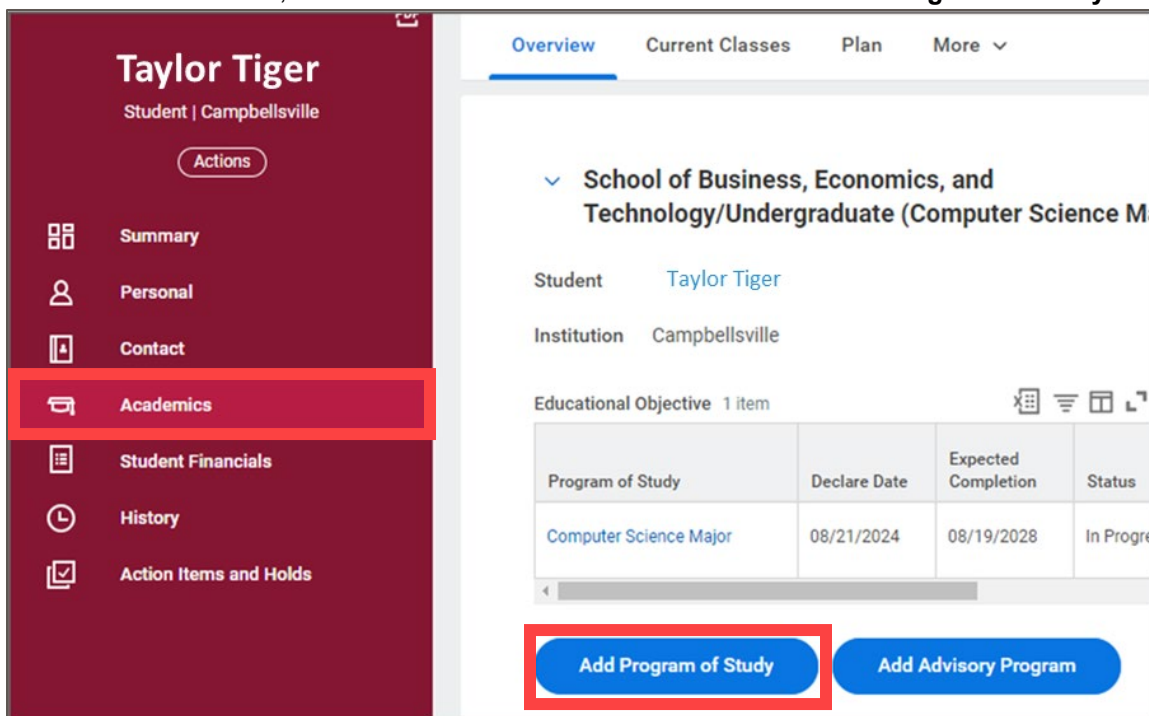 Taylor Tiger
Student | Campbellsville
Actions
Summary
Personal
Contact
Academics
Student Financials
History
Action Items and Holds
Overview Current Classes Plan More
School of Business, Economics, and
Technology/Undergraduate (Computer Science
Student Taylor Tiger
Institution Campbellsville
Educational Objective 1 item
Program of Study Declare Date Expected Completion Status
Computer Science Major 08/21/2024 08/19/2028 In
Add Program of Study Add Advisory Program